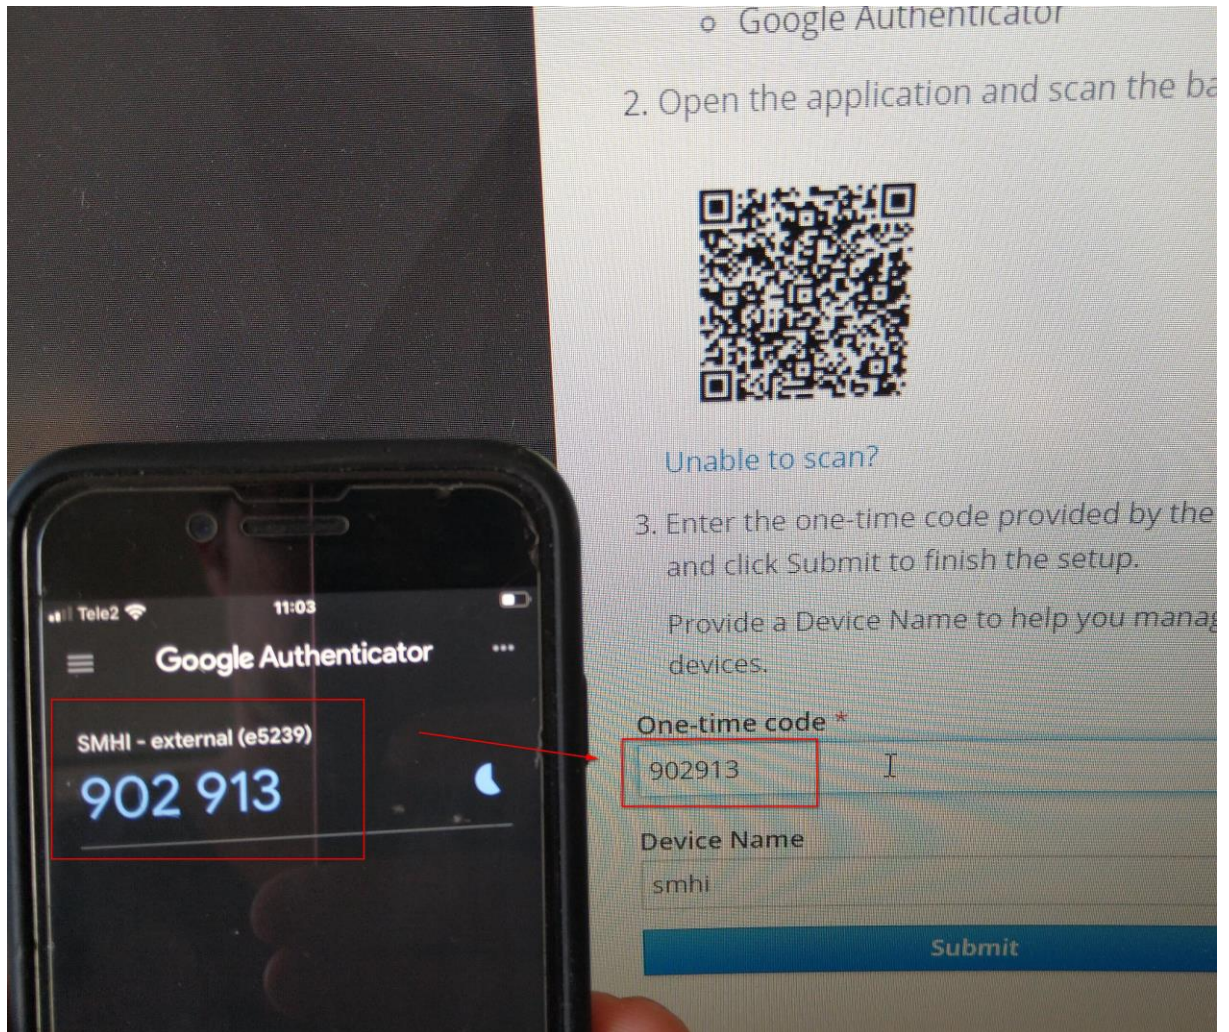 Google Authenticator
2. Open the application and scan the ba
Unable to scan?
3. Enter the one-time code provided by the
and click Submit to finish the setup.
Provide a Device Name to help you manag
devices.
One-time code *
902913
Device Name
smhi
Submit
Tele2 11:03
Google Authenticator
SMHI - external (e5239)
902 913